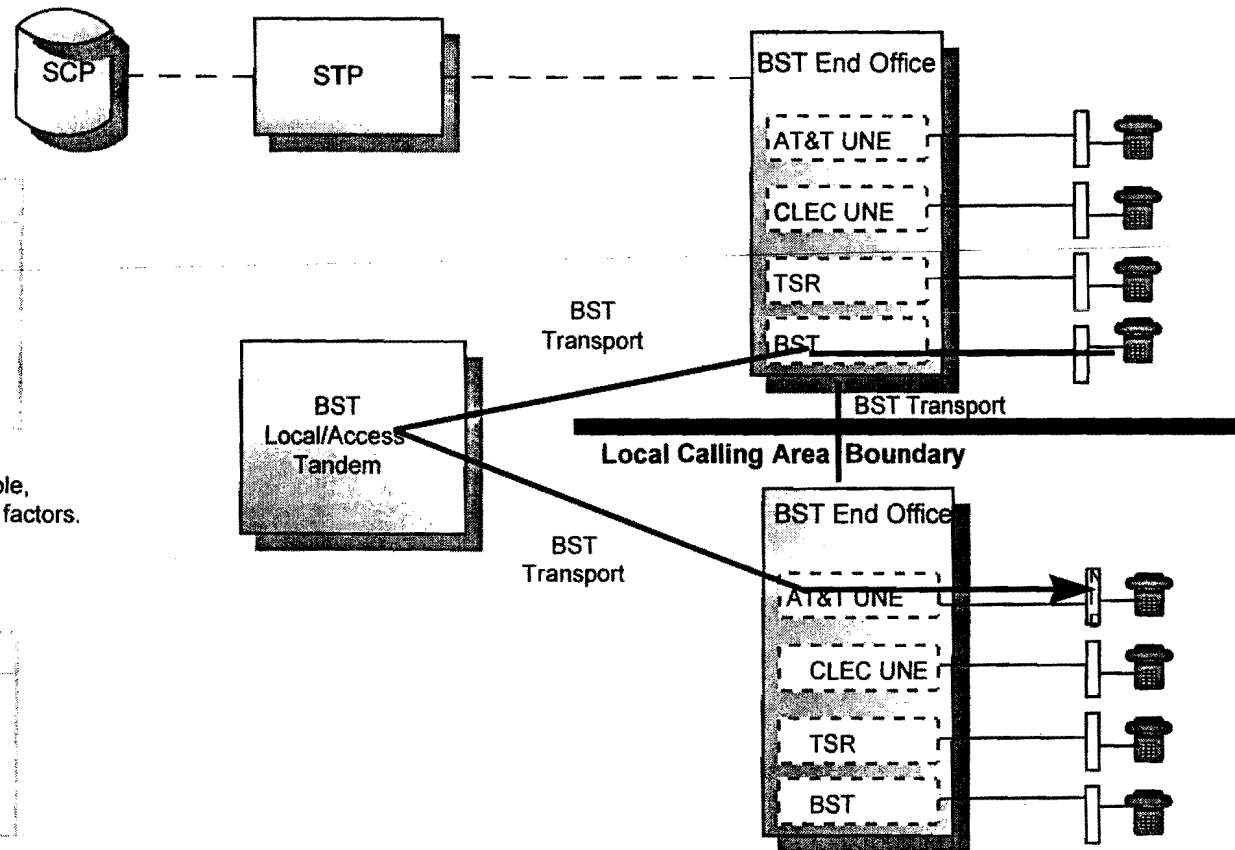 SCP
STP
BST End Office
AT&T UNE
CLEC UNE
TSR
BST
BST
Transport
BST
Local/Access
Tandem
BST Transport
Local Calling Area Boundary
factors.
BST End Office
BST
Transport
AT&T UNE
CLEC UNE
TSR
BST